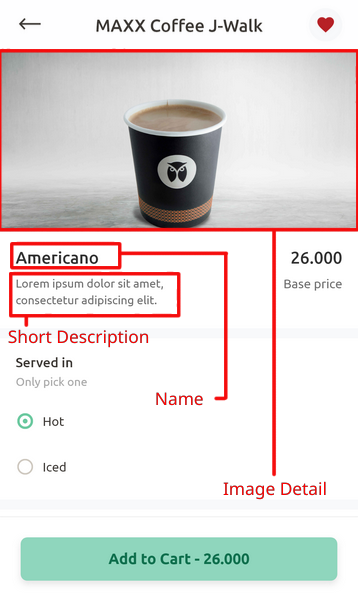 MAXX Coffee J-Walk
Americano
26.000
Lorem ipsum dolor sit amet,
consectetur adipiscing elit.
Base price
Short Description
Served in
Only pick one
Name
Hot
Iced
Image Detail
Add to Cart - 26.000